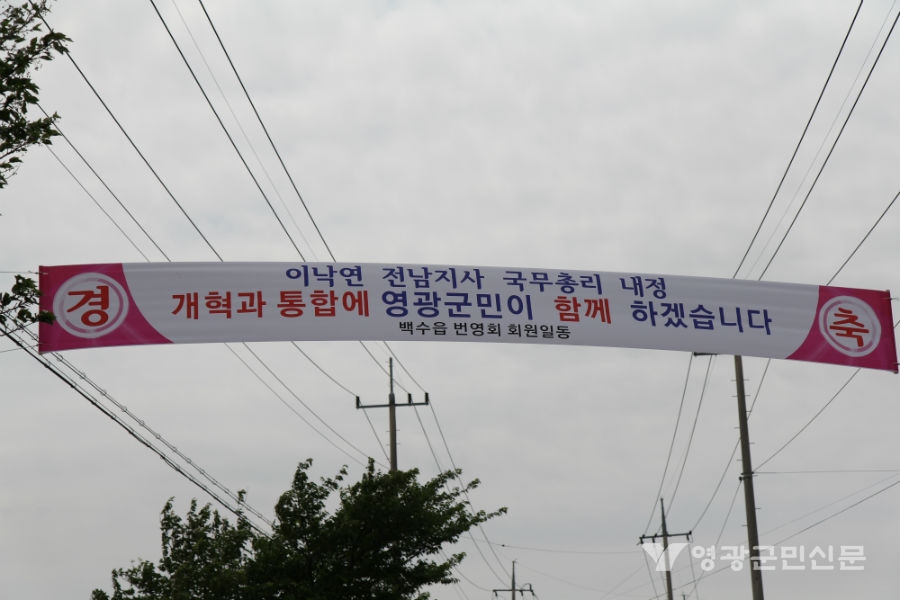 경
이낙연 전남지사 국무총리 내정
개혁과 통합에 영광군민이 함께 하겠습니다
백수읍 번영회 회원일동
축
영광군민신문